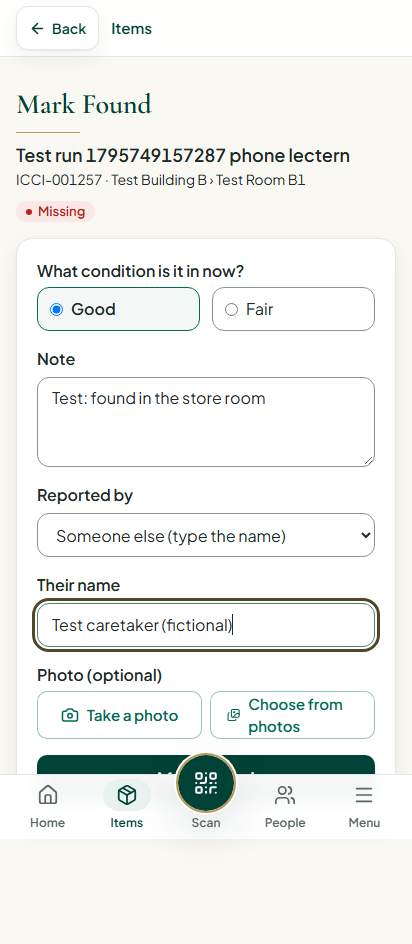 Back
Items
Mark Found
Test run 1795749157287 phone lectern
ICCI-001257 · Test Building B › Test Room B1
Missing
What condition is it in now?
Good
Fair
Note
Test: found in the store room
Reported by
Someone else (type the name)
Their name
Test caretaker (fictional)
Photo (optional)
Take a photo
Choose from
photos
Home
Items
Scan
People
Menu